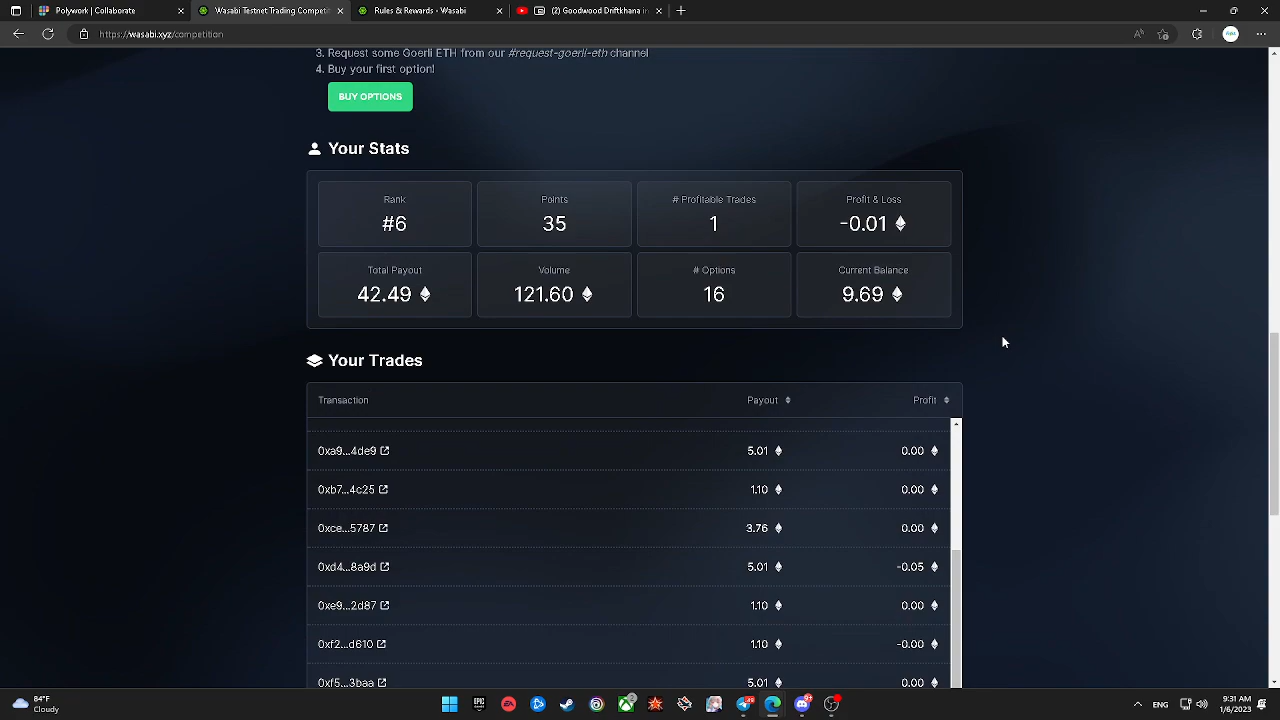 Polywork | Collaborate
Wasabi Testnet Trading Competi
Rules & Rewards - Wasabi
(2) Goodwood Driftkhana in
https://wasabi.xyz/competition
3. Request some Goerli ETH from our #request-goerli-eth channel
4. Buy your first option!
BUY OPTIONS
Your Stats
Rank Points # Profitable Trades Profit & Loss
#6 35 1 -0.01
Total Payout Volume # Options Current Balance
42.49 121.60 16 9.69
Your Trades
Transaction Payout Profit
0xa9...4de9 5.01 0.00
0xb7...4c25 1.10 0.00
0xce...5787 3.76 0.00
0xd4...8a9d 5.01 -0.05
0xe9...2d87 1.10 0.00
0xf2...d610 1.10 -0.00
0xf5...3baa 5.01 0.00
84°F
Cloudy
ENG
9:31 AM
1/6/2023